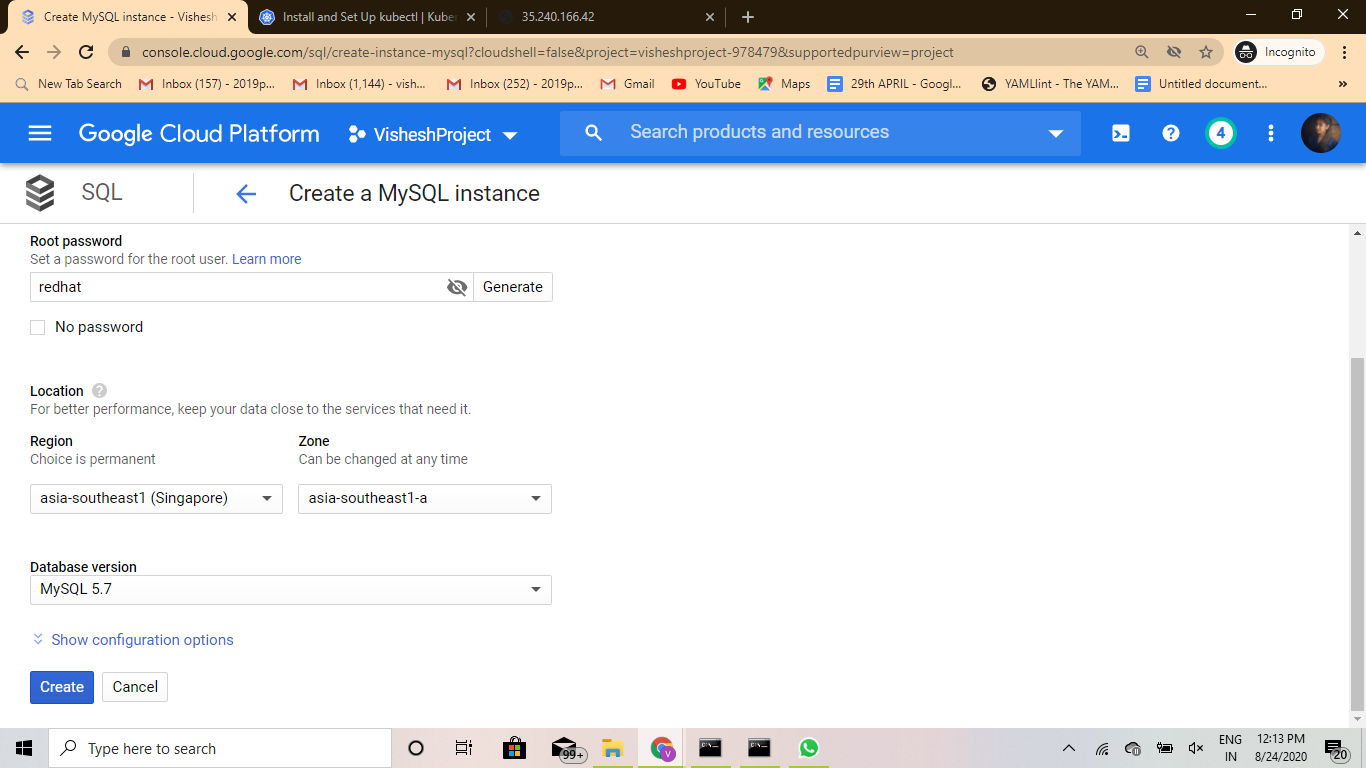 Create MySQL instance - Vishesh
Install and Set Up kubectl | Kuber
35.240.166.42
console.cloud.google.com/sql/create-instance-mysql?cloudshell=false&project=visheshproject-978479&supportedpurview=project
Incognito
New Tab Search
Inbox (157) - 2019p...
Inbox (1,144) - vish...
Inbox (252) - 2019p...
Gmail
YouTube
Maps
29th APRIL - Googl...
YAMLlint - The YAM...
Untitled document...
»
Google Cloud Platform
VisheshProject
Search products and resources
4
SQL
Create a MySQL instance
Root password
Set a password for the root user. Learn more
redhat
Generate
No password
Location
For better performance, keep your data close to the services that need it.
Region
Zone
Choice is permanent
Can be changed at any time
asia-southeast1 (Singapore)
asia-southeast1-a
Database version
MySQL 5.7
Show configuration options
Create
Cancel
Type here to search
99+
V
ENG
IN
12:13 PM
8/24/2020
20